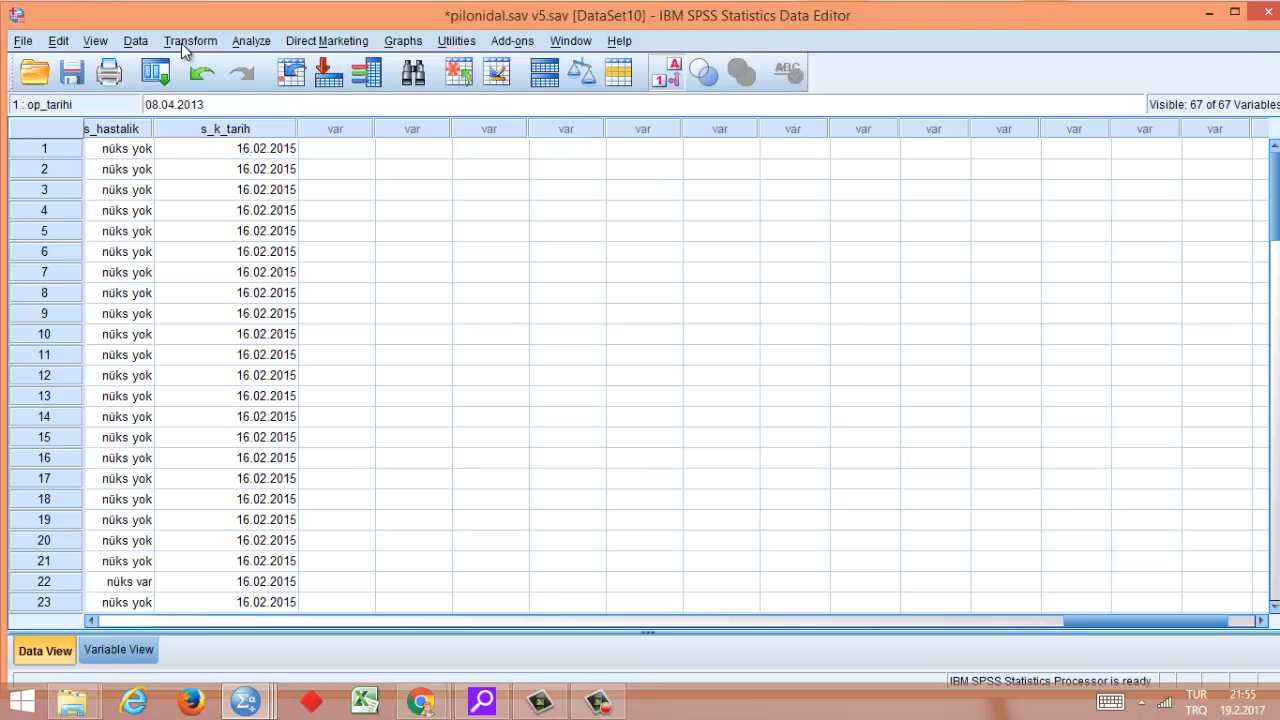 *pilonidal.sav v5.sav [DataSet10] - IBM SPSS Statistics Data Editor
File Edit View Data Transform Analyze Direct Marketing Graphs Utilities Add-ons Window Help
1 : op_tarihi 08.04.2013 Visible: 67 of 67 Variables
s_hastalik s_k_tarih var var var var var var var var var var var var var
1 nüks yok 16.02.2015
2 nüks yok 16.02.2015
3 nüks yok 16.02.2015
4 nüks yok 16.02.2015
5 nüks yok 16.02.2015
6 nüks yok 16.02.2015
7 nüks yok 16.02.2015
8 nüks yok 16.02.2015
9 nüks yok 16.02.2015
10 nüks yok 16.02.2015
11 nüks yok 16.02.2015
12 nüks yok 16.02.2015
13 nüks yok 16.02.2015
14 nüks yok 16.02.2015
15 nüks yok 16.02.2015
16 nüks yok 16.02.2015
17 nüks yok 16.02.2015
18 nüks yok 16.02.2015
19 nüks yok 16.02.2015
20 nüks yok 16.02.2015
21 nüks yok 16.02.2015
22 nüks var 16.02.2015
23 nüks yok 16.02.2015
Data View Variable View
IBM SPSS Statistics Processor is ready
TUR 21:55
TRQ 19.2.2017